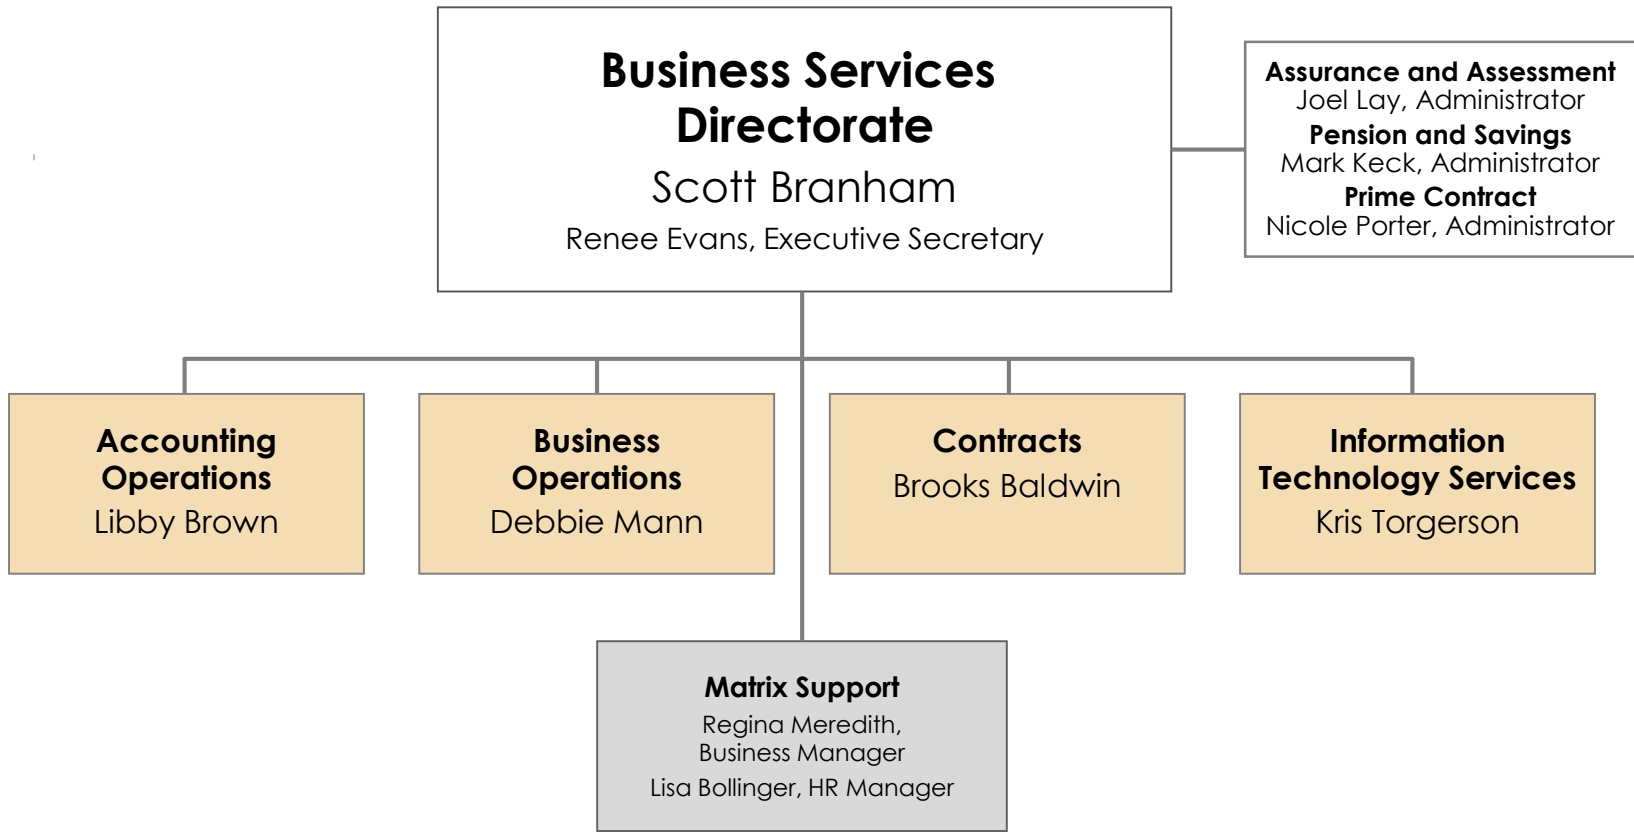 Business Services
Directorate
Scott Branham
Renee Evans, Executive Secretary
Assurance and Assessment
Joel Lay, Administrator
Pension and Savings
Mark Keck, Administrator
Prime Contract
Nicole Porter, Administrator
Accounting
Operations
Libby Brown
Business
Operations
Debbie Mann
Contracts
Brooks Baldwin
Information
Technology Services
Kris Torgerson
Matrix Support
Regina Meredith,
Business Manager
Lisa Bollinger, HR Manager